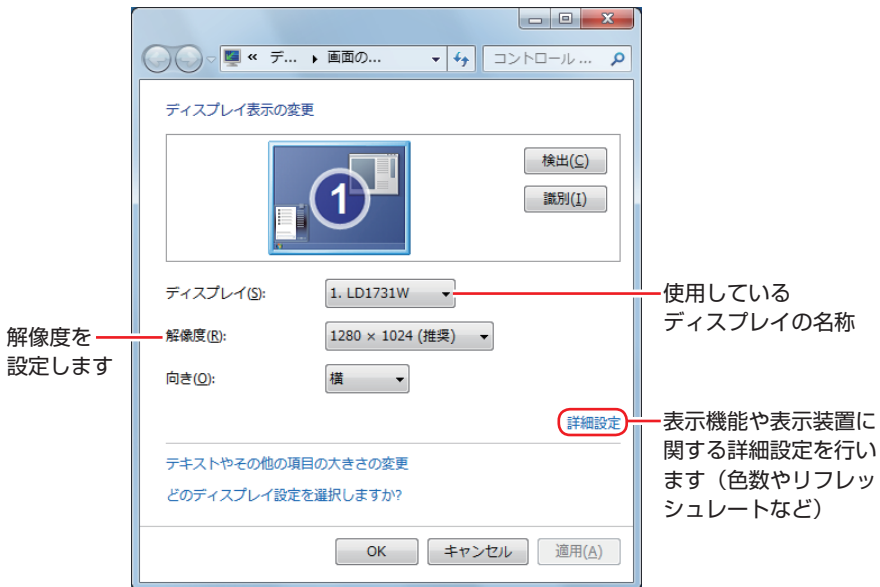 « デ... ▸ 画面の...
コントロール ...
ディスプレイ表示の変更
1
検出(C)
識別(I)
ディスプレイ(S):
1. LD1731W
使用している
ディスプレイの名称
解像度を
設定します
解像度(R):
1280 × 1024 (推奨)
向き(O):
横
詳細設定
表示機能や表示装置に
関する詳細設定を行い
ます（色数やリフレッ
シュレートなど）
テキストやその他の項目の大きさの変更
どのディスプレイ設定を選択しますか?
OK
キャンセル
適用(A)